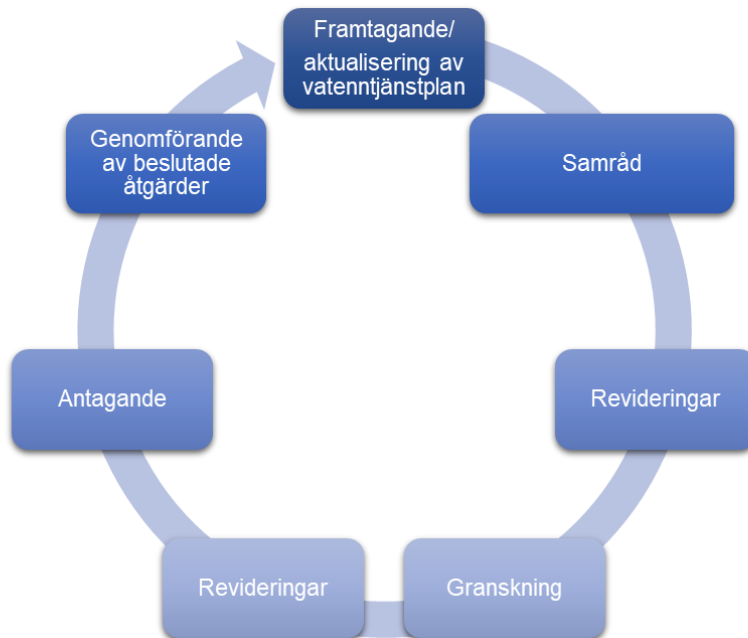 Framtagande/
aktualisering av
vatenntjänstplan
Samråd
Revideringar
Granskning
Revideringar
Antagande
Genomförande
av beslutade
åtgärder